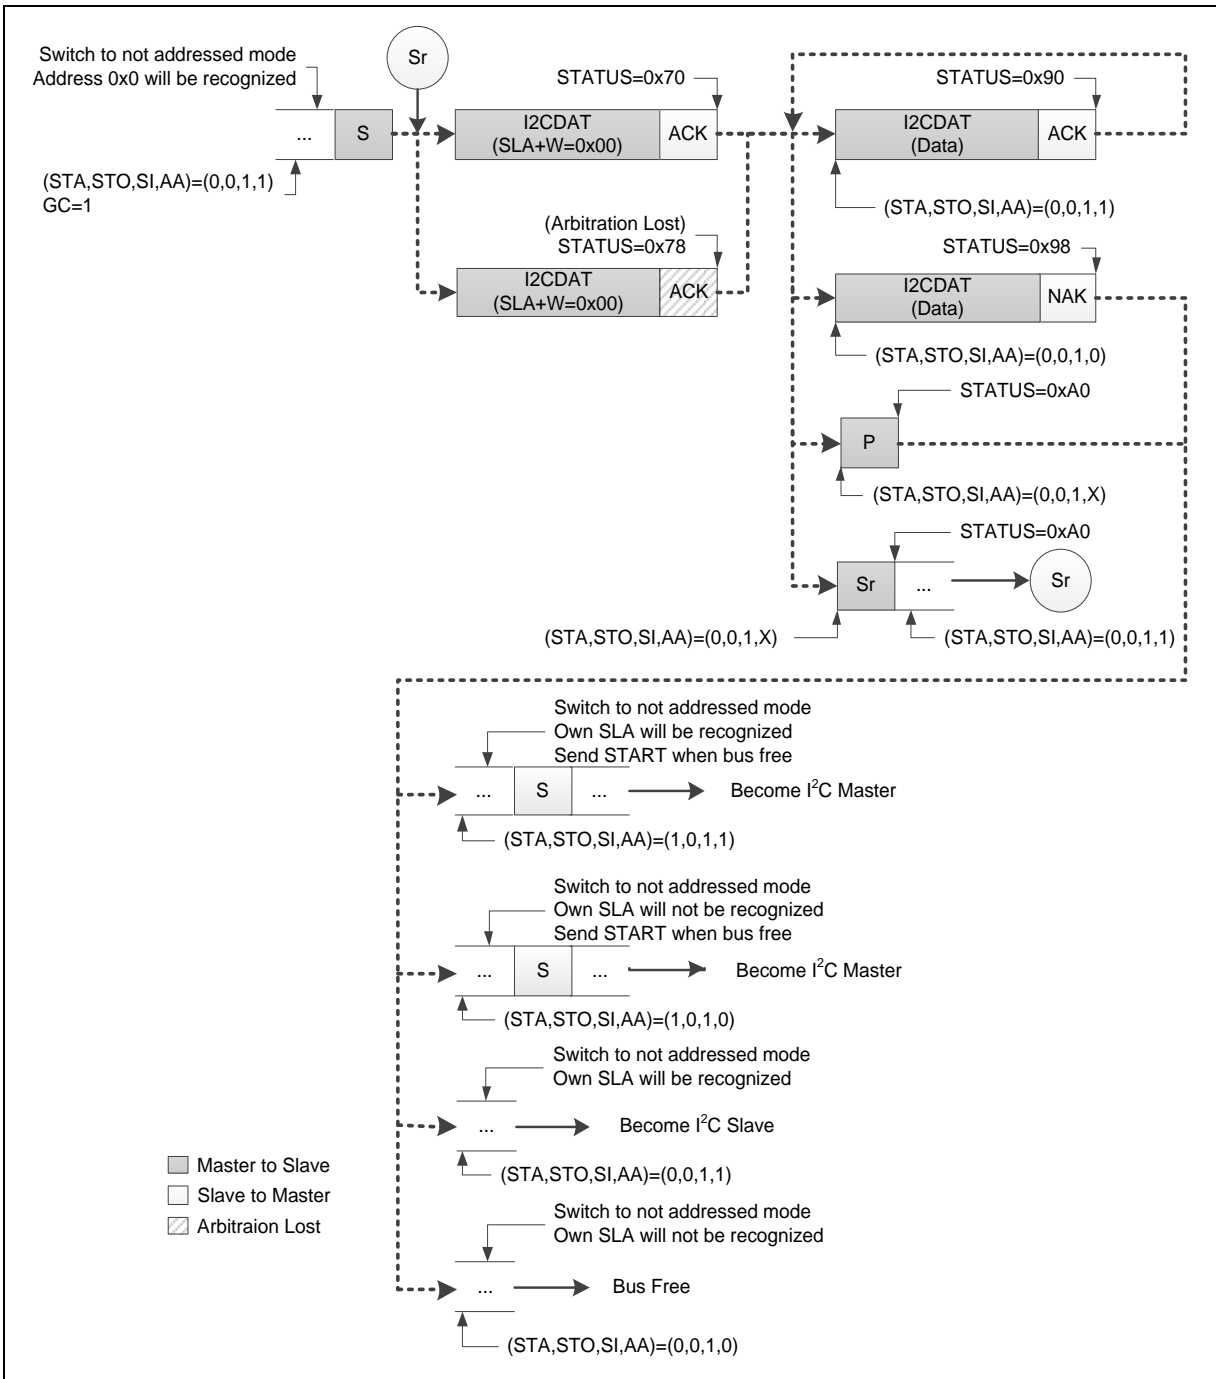 Switch to not addressed mode
Address 0x0 will be recognized
Sr
STATUS=0x70
STATUS=0x90
...
S
I2CDAT
(SLA+W=0x00)
ACK
I2CDAT
(Data)
ACK
(STA,STO,SI,AA)=(0,0,1,1)
GC=1
(STA,STO,SI,AA)=(0,0,1,1)
(Arbitration Lost)
STATUS=0x78
STATUS=0x98
I2CDAT
(SLA+W=0x00)
ACK
I2CDAT
(Data)
NAK
(STA,STO,SI,AA)=(0,0,1,0)
STATUS=0xA0
P
(STA,STO,SI,AA)=(0,0,1,X)
STATUS=0xA0
Sr
...
Sr
(STA,STO,SI,AA)=(0,0,1,X)
(STA,STO,SI,AA)=(0,0,1,1)
Switch to not addressed mode
Own SLA will be recognized
Send START when bus free
...
S
...
Become I²C Master
(STA,STO,SI,AA)=(1,0,1,1)
Switch to not addressed mode
Own SLA will not be recognized
Send START when bus free
...
S
...
Become I²C Master
(STA,STO,SI,AA)=(1,0,1,0)
Switch to not addressed mode
Own SLA will be recognized
...
Become I²C Slave
(STA,STO,SI,AA)=(0,0,1,1)
Master to Slave
Slave to Master
Arbitraion Lost
Switch to not addressed mode
Own SLA will not be recognized
...
Bus Free
(STA,STO,SI,AA)=(0,0,1,0)